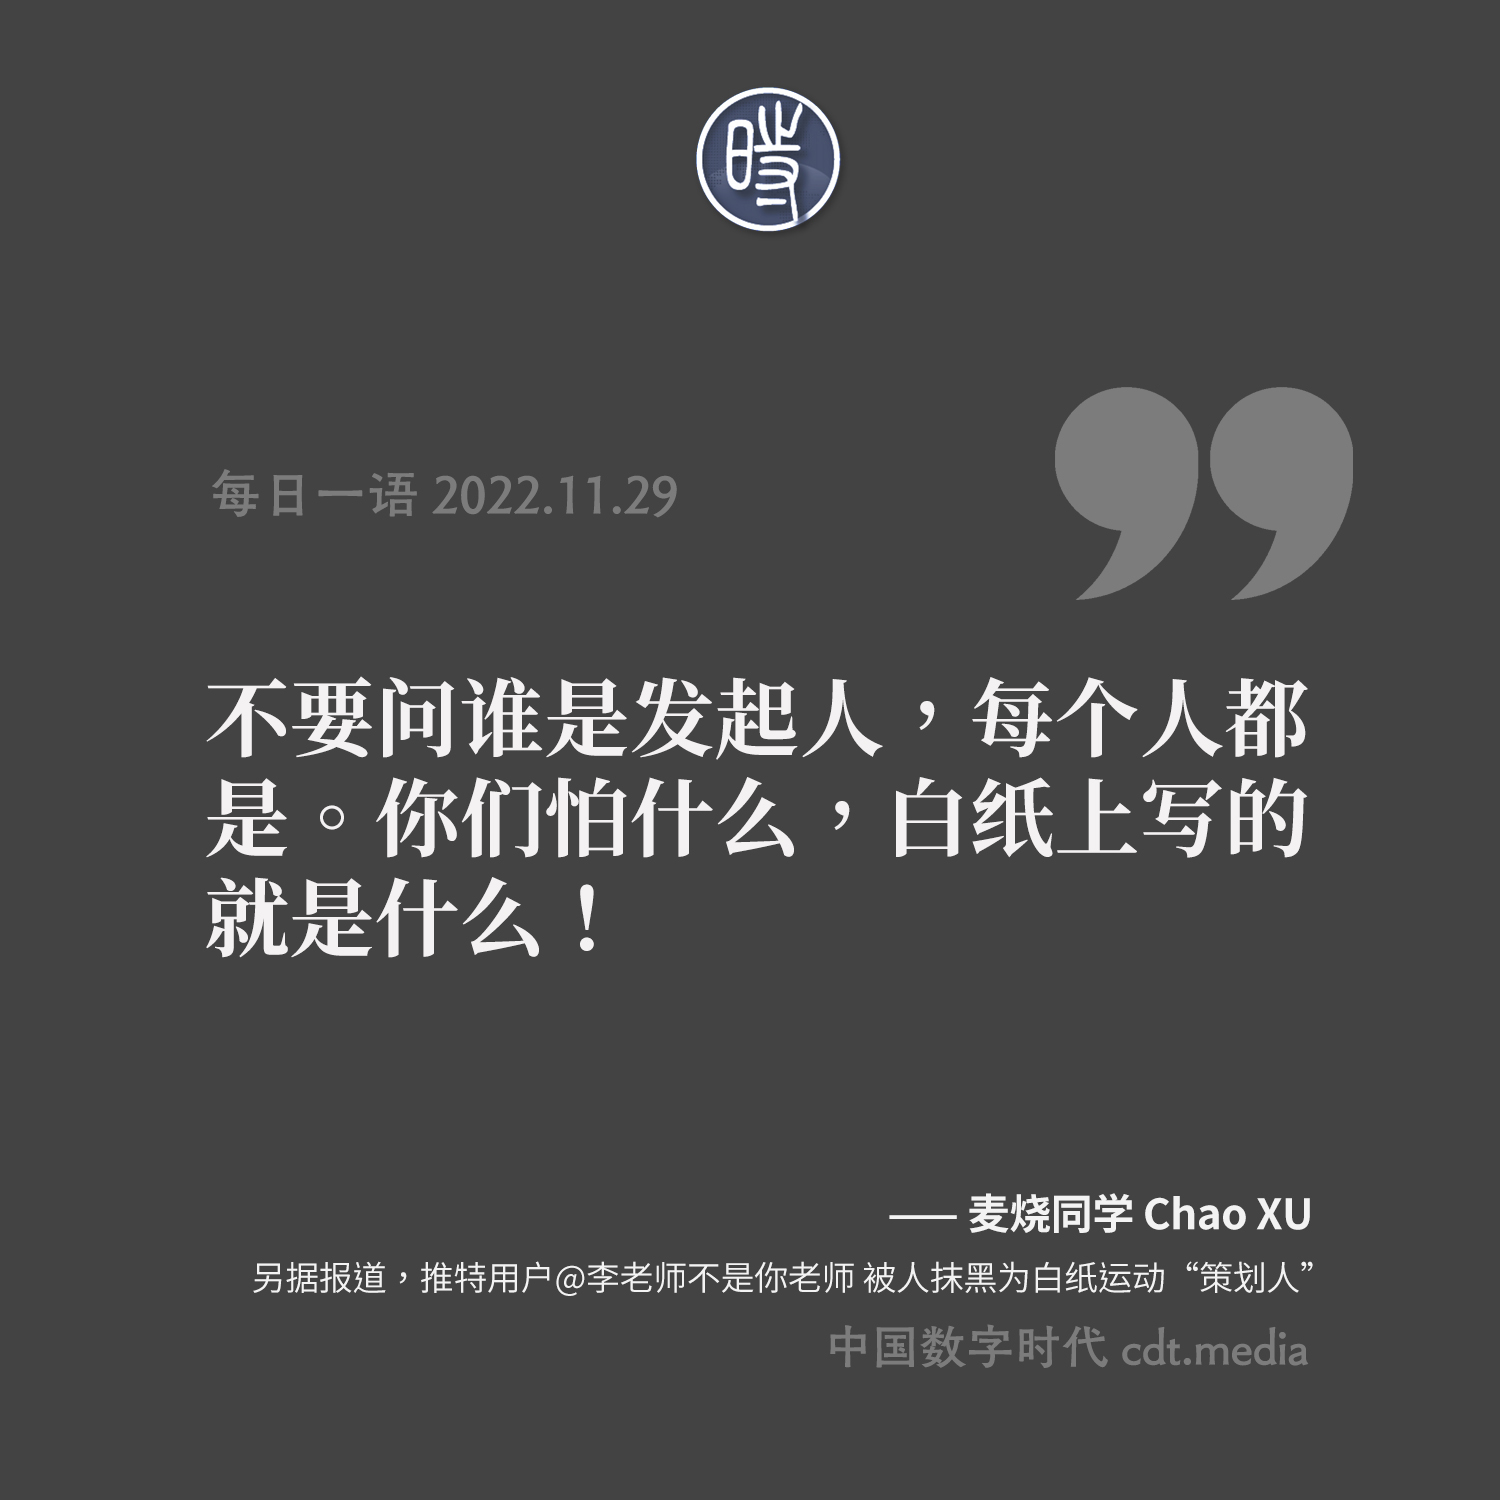 時
每日一语 2022.11.29
”
不要问谁是发起人，每个人都
是。你们怕什么，白纸上写的
就是什么！
—— 麦烧同学 Chao XU
另据报道，推特用户@李老师不是你老师 被人抹黑为白纸运动“策划人”
中国数字时代 cdt.media